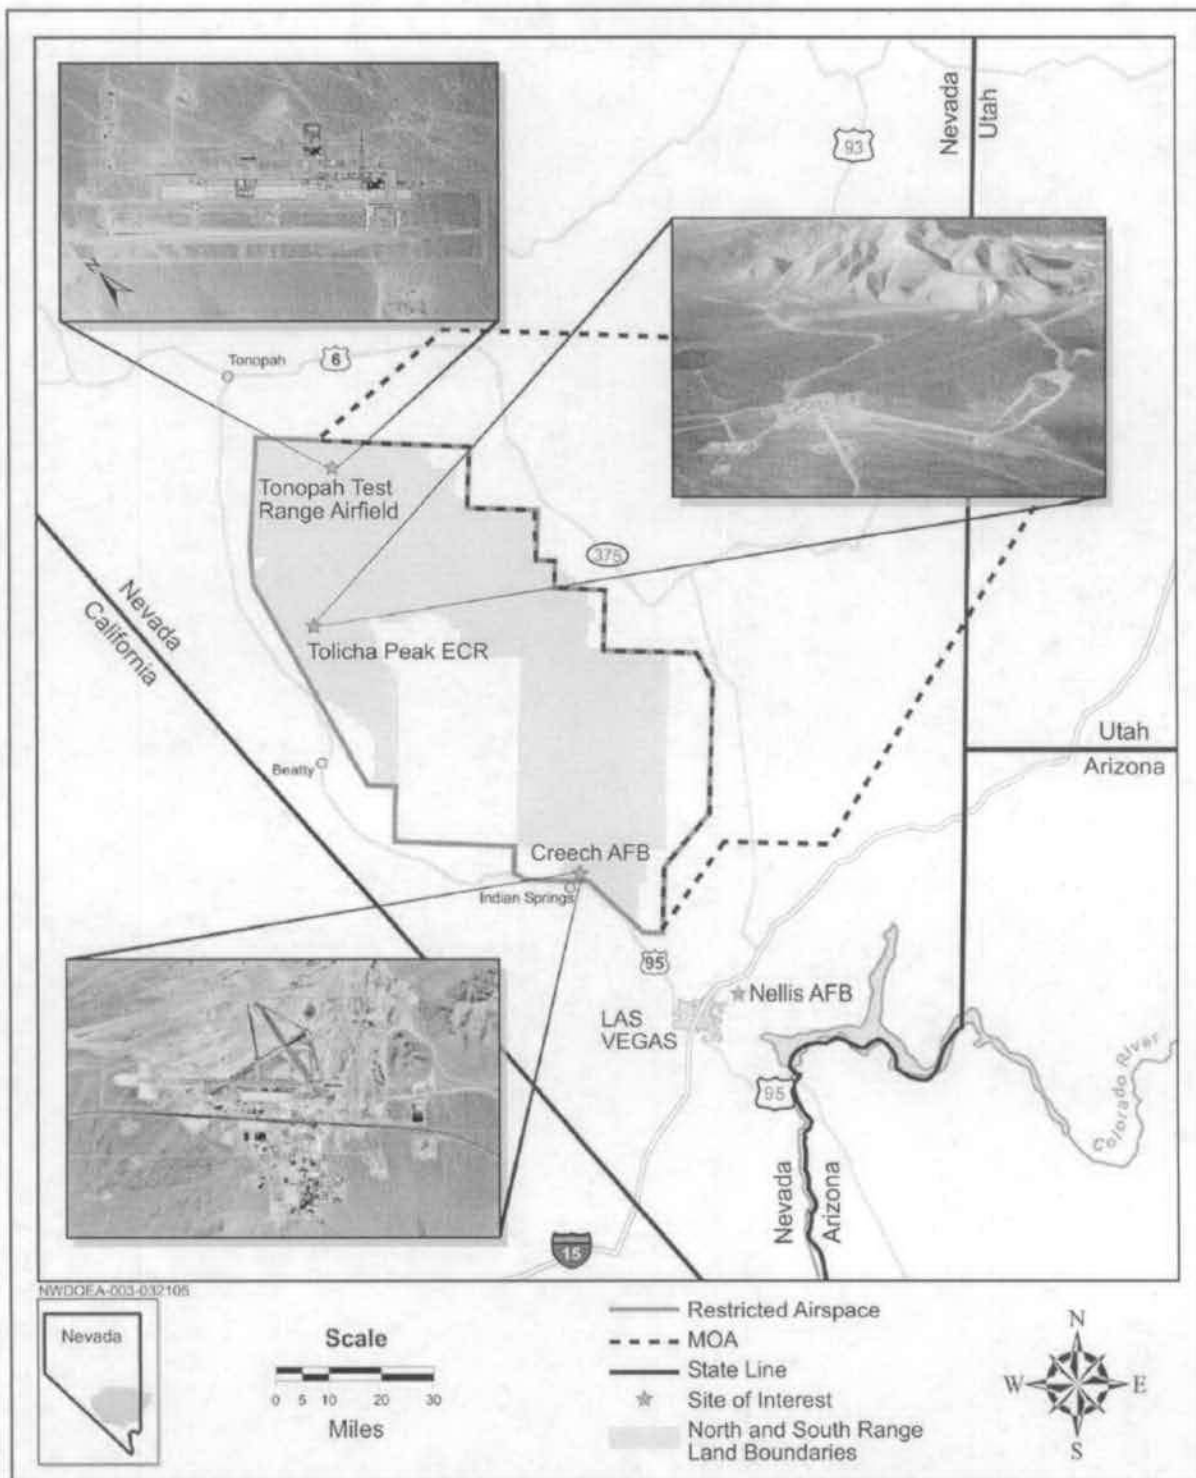 Nevada
Utah
93
N
Tonopah
6
Tonopah Test
Range Airfield
375
Nevada
California
Tolicha Peak ECR
Utah
Arizona
Beatty
Creech AFB
Indian Springs
95
Nellis AFB
LAS
VEGAS
95
Colorado River
Nevada
Arizona
15
NWDOEA-003-032105
Nevada
Scale
0 5 10 20 30
Miles
Restricted Airspace
MOA
State Line
Site of Interest
North and South Range
Land Boundaries
N
W
E
S